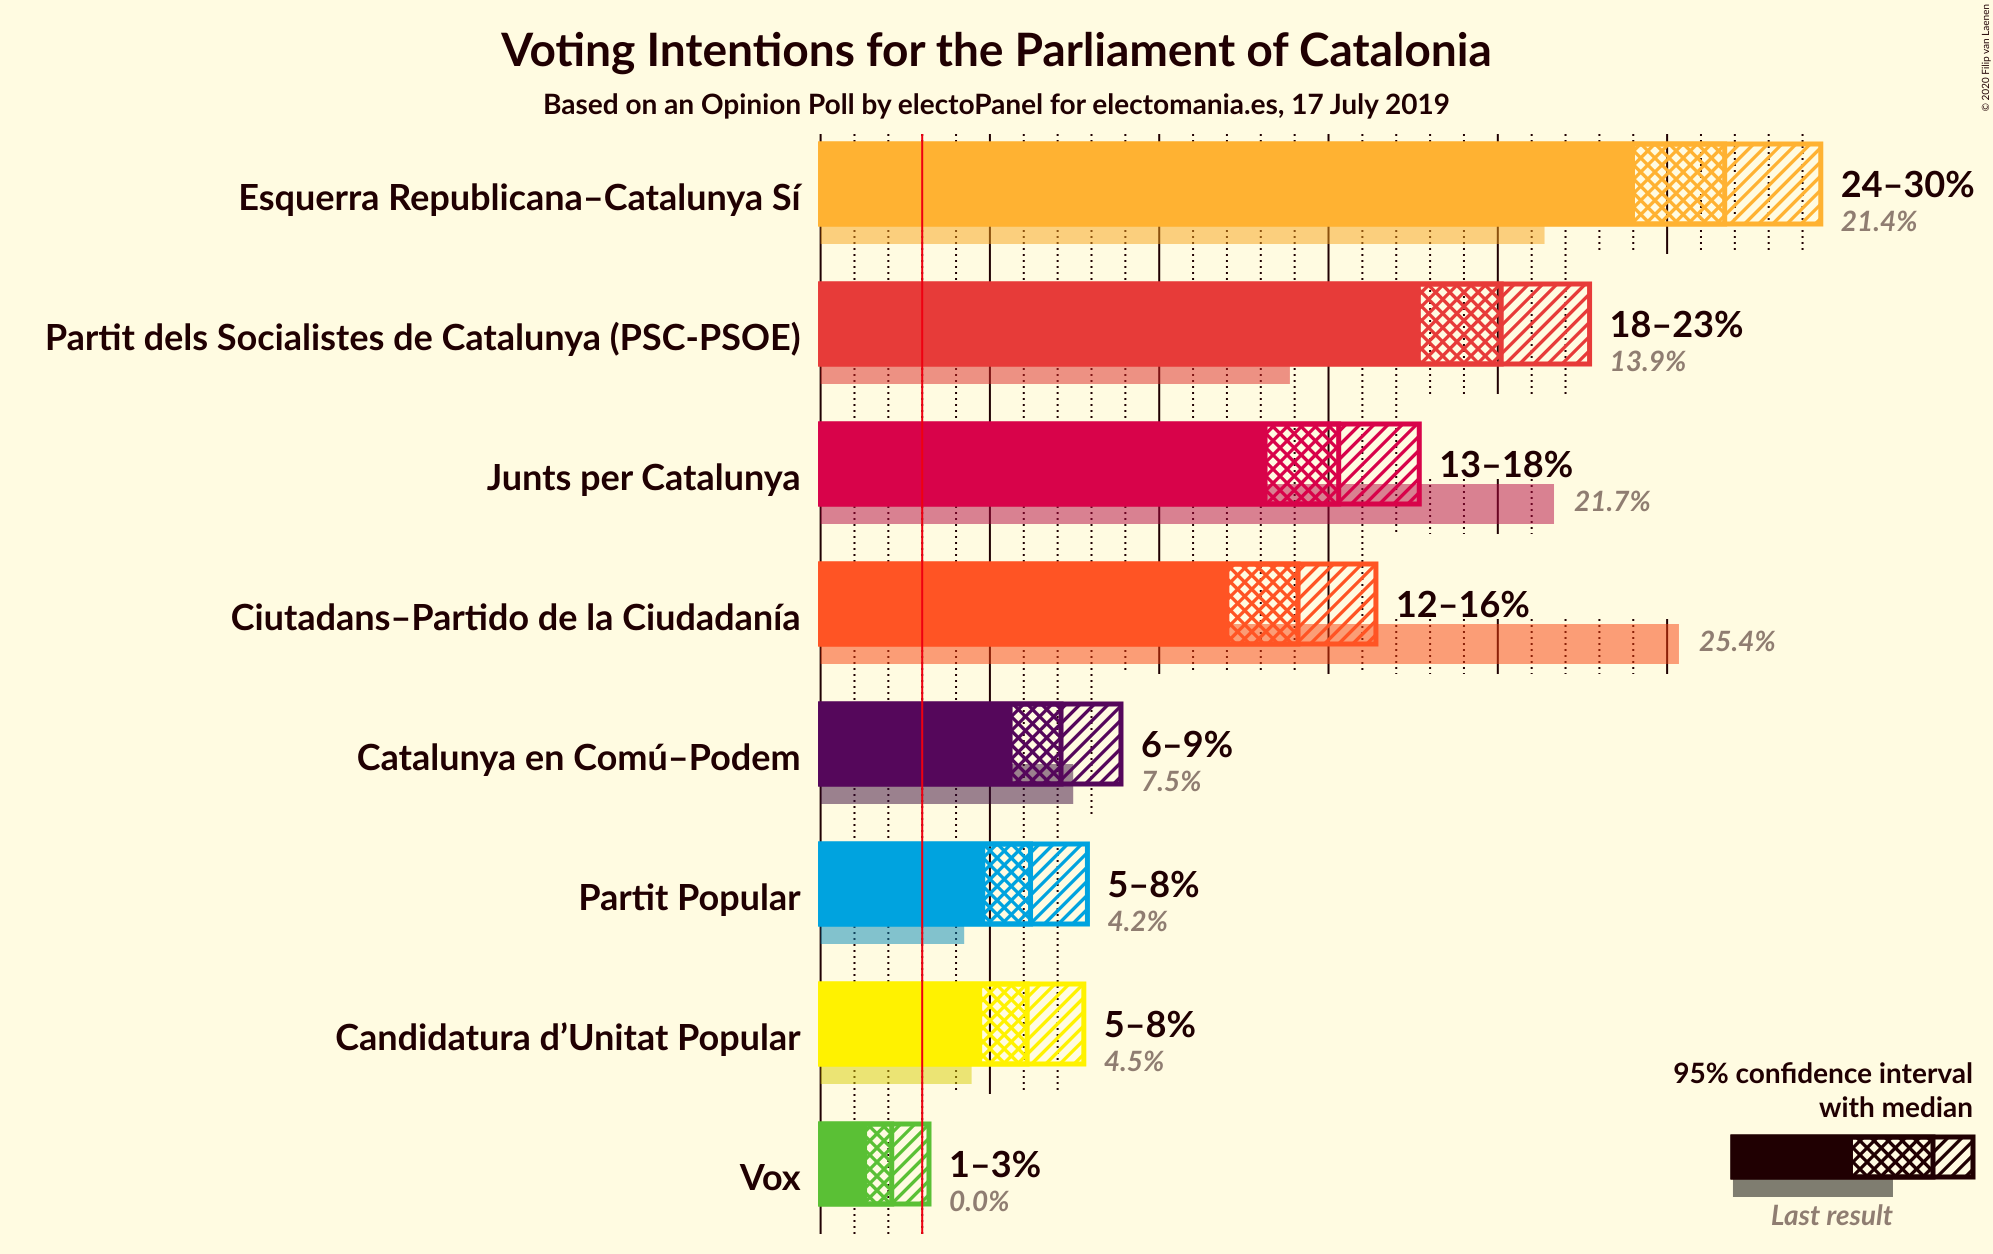 Voting Intentions for the Parliament of Catalonia
Based on an Opinion Poll by electoPanel for electomania.es, 17 July 2019
© 2020 Filip van Laenen
Esquerra Republicana–Catalunya Sí
24–30%
21.4%
Partit dels Socialistes de Catalunya (PSC-PSOE)
18–23%
13.9%
Junts per Catalunya
13–18%
21.7%
Ciutadans–Partido de la Ciudadanía
12–16%
25.4%
Catalunya en Comú–Podem
6–9%
7.5%
Partit Popular
5–8%
4.2%
Candidatura d’Unitat Popular
5–8%
4.5%
Vox
1–3%
0.0%
95% confidence interval
with median
Last result